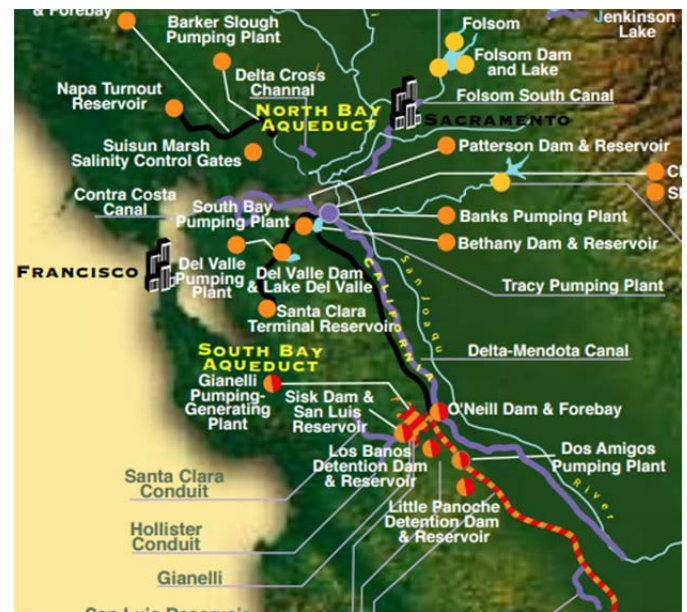 & Forebay
Barker Slough
Pumping Plant
Folsom
Jenkinson
Lake
Delta Cross
Channal
Folsom Dam
and Lake
Napa Turnout
Reservoir
NORTH BAY
AQUEDUCT
Folsom South Canal
SACRAMENTO
Suisun Marsh
Salinity Control Gates
Patterson Dam & Reservoir
Contra Costa
Canal
South Bay
Pumping Plant
Banks Pumping Plant
Bethany Dam & Reservoir
FRANCISCO
Del Valle
Pumping
Plant
Del Valle Dam
& Lake Del Valle
Tracy Pumping Plant
CALIFORNIA
San Joaqu
Santa Clara
Terminal Reservoir
SOUTH BAY
AQUEDUCT
Delta-Mendota Canal
Gianelli
Pumping-
Generating
Plant
Sisk Dam &
San Luis
Reservoir
O'Neill Dam & Forebay
Los Banos
Detention Dam
& Reservoir
Dos Amigos
Pumping Plant
River
Santa Clara
Conduit
Little Panoche
Detention Dam
& Reservoir
Hollister
Conduit
Gianelli
San Luis Reservoir